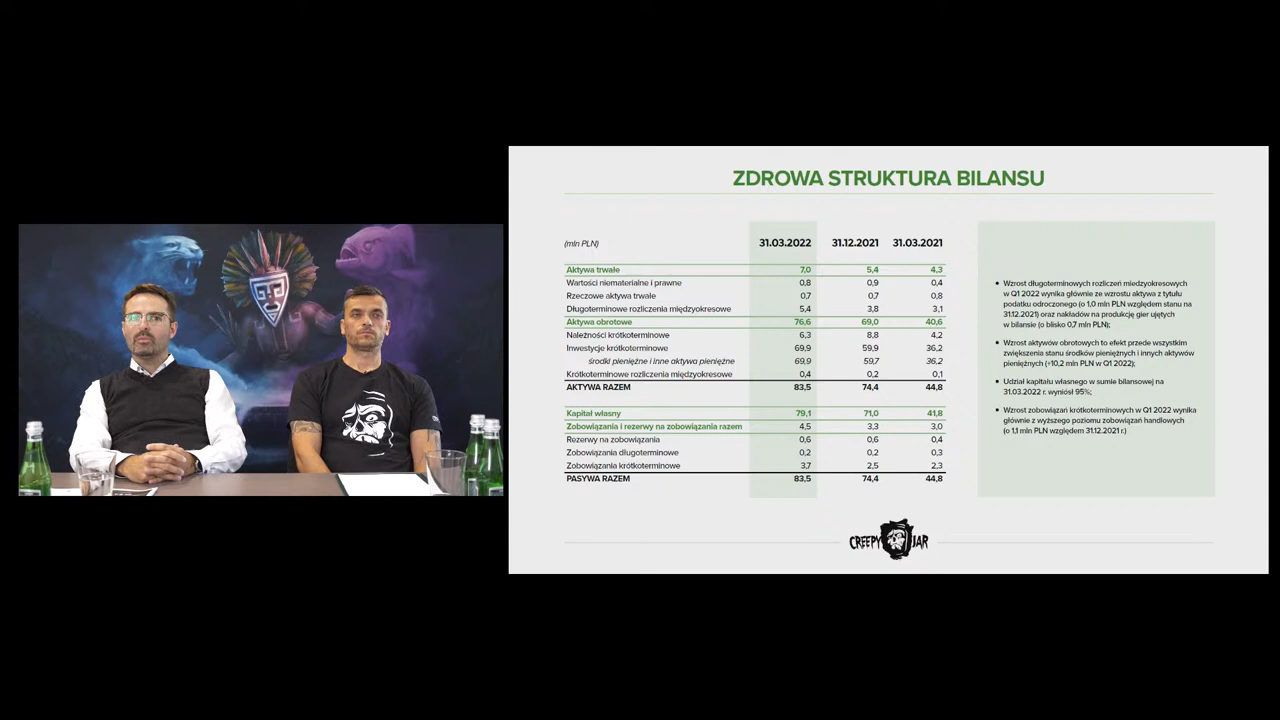 ZDROWA STRUKTURA BILANSU
(mln PLN) 31.03.2022 31.12.2021 31.03.2021
Aktywa trwałe 7,0 5,4 4,3
Wartości niematerialne i prawne 0,8 0,9 0,4
Rzeczowe aktywa trwałe 0,7 0,7 0,8
Długoterminowe rozliczenia międzyokresowe 5,4 3,8 3,1
Aktywa obrotowe 76,6 69,0 40,6
Należności krótkoterminowe 6,3 8,8 4,2
Inwestycje krótkoterminowe 69,9 59,9 36,2
środki pieniężne i inne aktywa pieniężne 69,9 59,7 36,2
Krótkoterminowe rozliczenia międzyokresowe 0,4 0,2 0,1
AKTYWA RAZEM 83,5 74,4 44,8
Kapitał własny 79,1 71,0 41,8
Zobowiązania i rezerwy na zobowiązania razem 4,5 3,3 3,0
Rezerwy na zobowiązania 0,6 0,6 0,4
Zobowiązania długoterminowe 0,2 0,2 0,3
Zobowiązania krótkoterminowe 3,7 2,5 2,3
PASYWA RAZEM 83,5 74,4 44,8
• Wzrost długoterminowych rozliczeń miedzyokresowych
w Q1 2022 wynika głównie ze wzrostu aktywa z tytułu
podatku odroczonego (o 1,0 mln PLN względem stanu na
31.12.2021) oraz nakładów na produkcję gier ujętych
w bilansie (o blisko 0,7 mln PLN);
• Wzrost aktywów obrotowych to efekt przede wszystkim
zwiększenia stanu środków pieniężnych i innych aktywów
pieniężnych (+10,2 mln PLN w Q1 2022);
• Udział kapitału własnego w sumie bilansowej na
31.03.2022 r. wyniósł 95%;
• Wzrost zobowiązań krótkoterminowych w Q1 2022 wynika
głównie z wyższego poziomu zobowiązań handlowych
(o 1,1 mln PLN względem 31.12.2021 r.)
CREEPY JAR